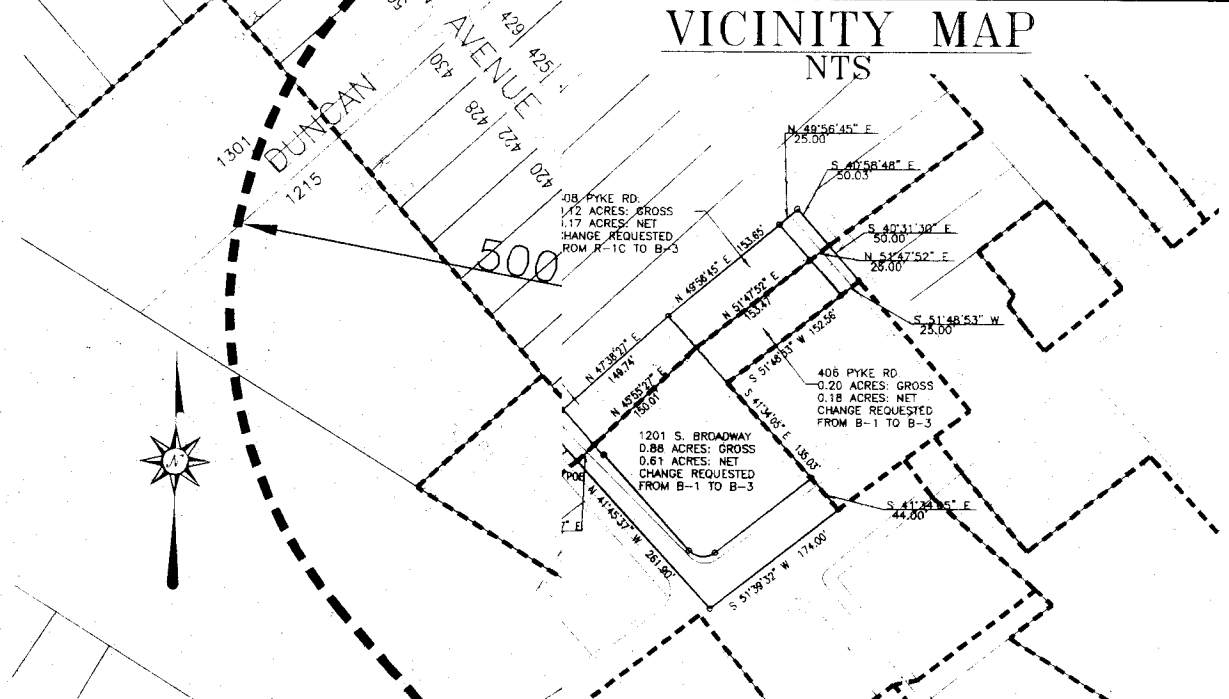 VICINITY MAP
NTS
429
425
430
AVENUE
428
422
420
1301
DUNCAN
1215
500
08 PYKE RD.
.12 ACRES: GROSS
.17 ACRES: NET
HANGE REQUESTED
ROM R-1C TO B-3
N 49°56'45" E
25.00'
S 40°58'48" E
50.03'
S 40°31'30" E
50.00'
N 51°47'52" E
25.00'
S 51°48'53" W
25.00'
N 49°56'45" E 153.65'
N 51°47'52" E
153.47'
S 51°48'53" W 152.56'
N 47°38'27" E
149.74'
N 45°55'27" E
150.01'
406 PYKE RD.
0.20 ACRES: GROSS
0.18 ACRES: NET
CHANGE REQUESTED
FROM B-1 TO B-3
S 41°34'05" E 135.03'
1201 S. BROADWAY
0.88 ACRES: GROSS
0.61 ACRES: NET
CHANGE REQUESTED
FROM B-1 TO B-3
POB
S 41°34'05" E
44.00'
N 41°45'37" W 261.90'
S 51°39'32" W 174.00'
N